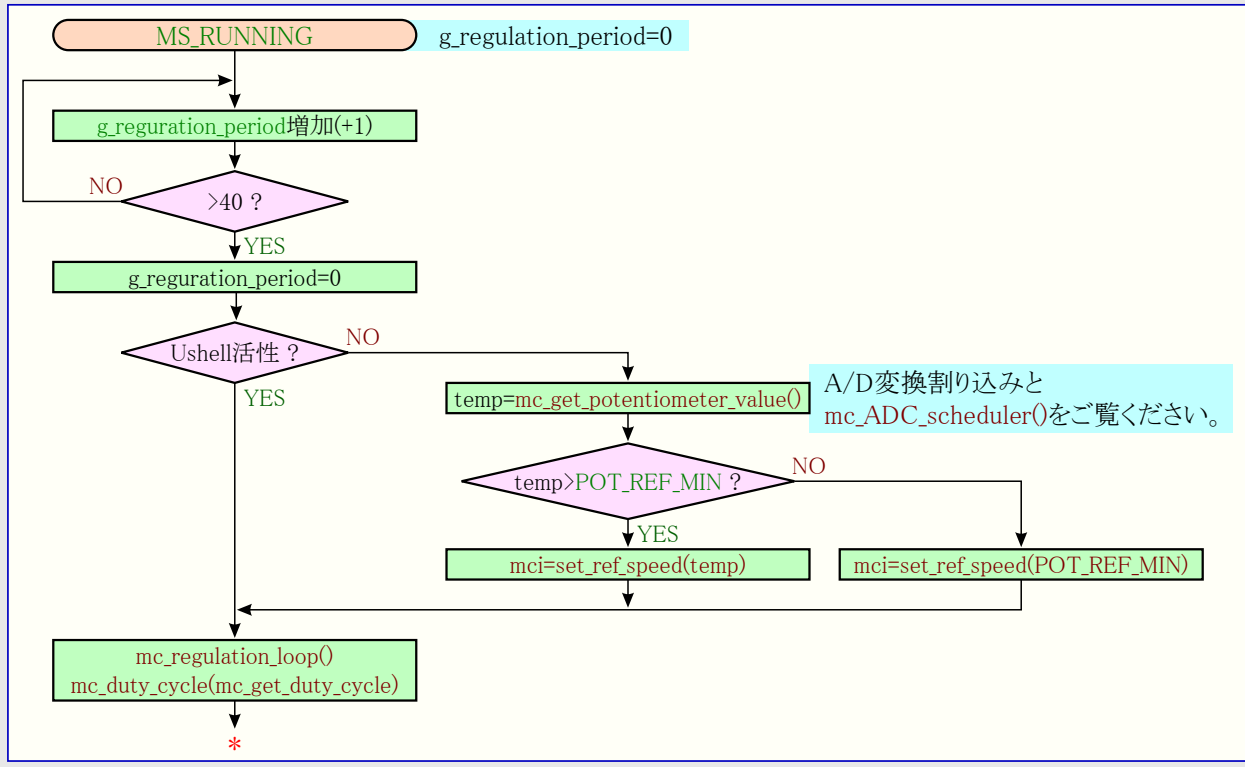 MS_RUNNING
g_regulation_period=0
g_reguration_period増加(+1)
NO
>40 ?
YES
g_reguration_period=0
Ushell活性 ?
NO
YES
temp=mc_get_potentiometer_value()
A/D変換割り込みと
mc_ADC_scheduler()をご覧ください。
temp>POT_REF_MIN ?
NO
YES
mci=set_ref_speed(temp)
mci=set_ref_speed(POT_REF_MIN)
mc_regulation_loop()
mc_duty_cycle(mc_get_duty_cycle)
*